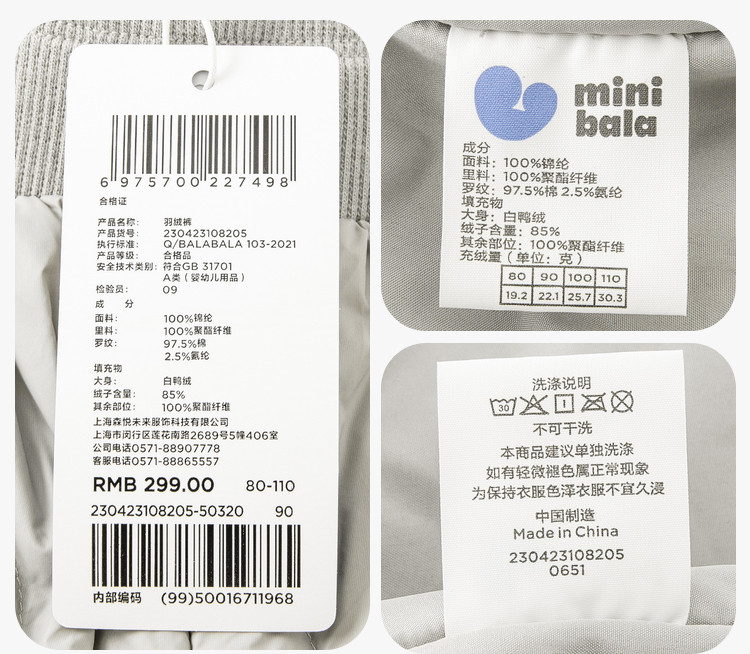 6 975700 227498
合格证
产品名称: 羽绒裤
产品货号: 230423108205
执行标准: Q/BALABALA 103-2021
产品等级: 合格品
安全技术类别: 符合GB 31701
A类 (婴幼儿用品)
检验员: 09
成 分
面料: 100%锦纶
里料: 100%聚酯纤维
罗纹: 97.5%棉
2.5%氨纶
填充物
大身: 白鸭绒
绒子含量: 85%
其余部位: 100%聚酯纤维
上海森悦未来服饰科技有限公司
上海市闵行区莲花南路2689号5幢406室
公司电话0571-88907778
客服电话0571-88865557
RMB 299.00 80-110
230423108205-50320 90
内部编码 (99)50016711968
mini
bala
成分
面料: 100%锦纶
里料: 100%聚酯纤维
罗纹: 97.5%棉 2.5%氨纶
填充物
大身: 白鸭绒
绒子含量: 85%
其余部位: 100%聚酯纤维
充绒量 (单位: 克)
80 90 100 110
19.2 22.1 25.7 30.3
洗涤说明
30
不可干洗
本商品建议单独洗涤
如有轻微褪色属正常现象
为保持衣服色泽衣服不宜久浸
中国制造
Made in China
230423108205
0651